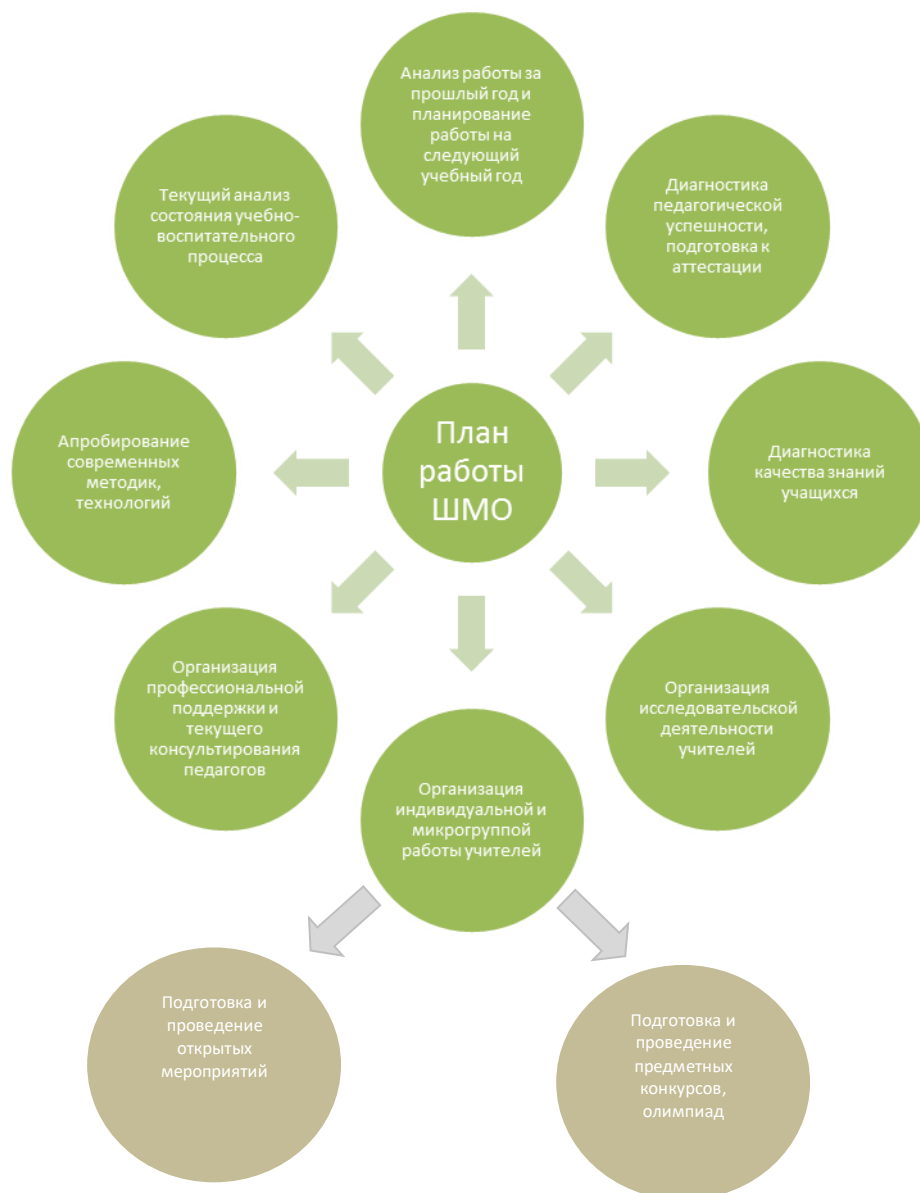 Анализ работы за
прошлый год и
планирование
работы на
следующий
учебный год
Текущий анализ
состояния учебно-
воспитательного
процесса
Диагностика
педагогической
успешности,
подготовка к
аттестации
Апробирование
современных
методик,
технологий
План
работы
ШМО
Диагностика
качества знаний
учащихся
Организация
профессиональной
поддержки и
текущего
консультирования
педагогов
Организация
исследовательской
деятельности
учителей
Организация
индивидуальной и
микрогруппой
работы учителей
Подготовка и
проведение
открытых
мероприятий
Подготовка и
проведение
предметных
конкурсов,
олимпиад